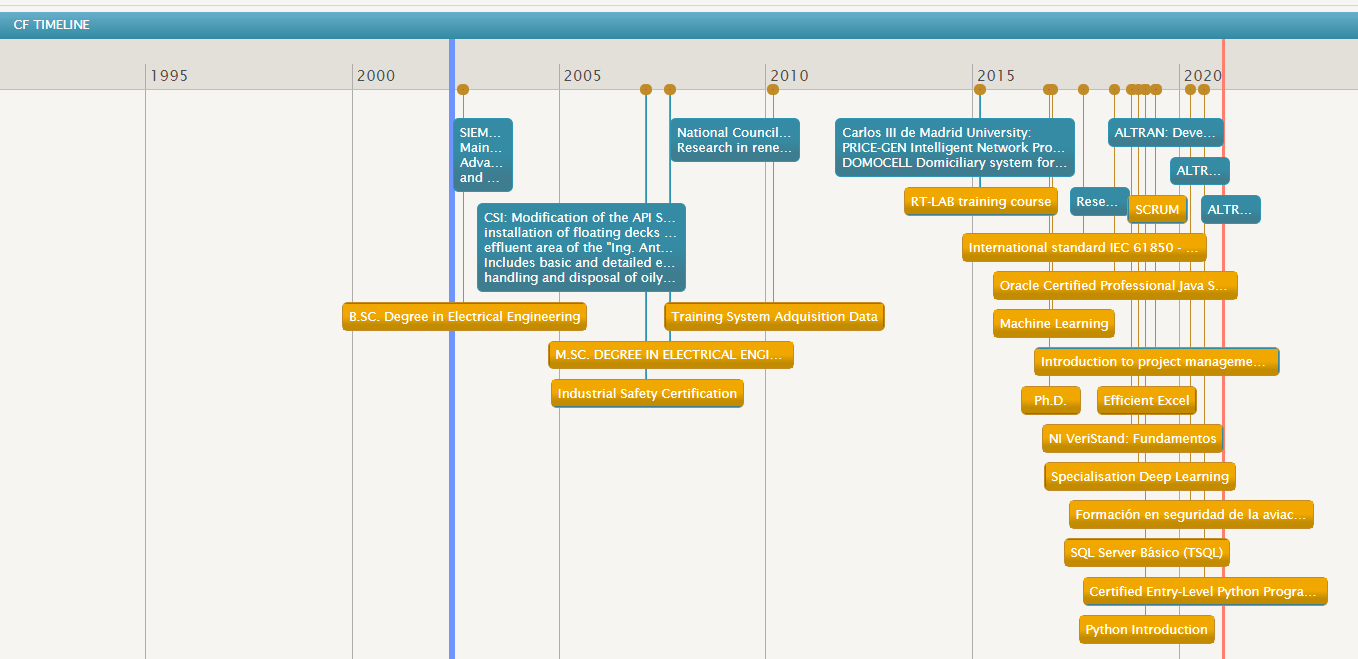 CF TIMELINE
1995
2000
2005
2010
2015
2020
SIEM...
Main...
Adva...
and ...
National Council...
Research in rene...
Carlos III de Madrid University:
PRICE-GEN Intelligent Network Pro...
DOMOCELL Domiciliary system for...
ALTRAN: Deve...
ALTR...
RT-LAB training course
Rese...
SCRUM
ALTR...
CSI: Modification of the API S...
installation of floating decks ...
effluent area of the "Ing. Ant...
Includes basic and detailed e...
handling and disposal of oily...
International standard IEC 61850 - ...
Oracle Certified Professional Java S...
B.SC. Degree in Electrical Engineering
Training System Adquisition Data
Machine Learning
M.SC. DEGREE IN ELECTRICAL ENGI...
Introduction to project manageme...
Industrial Safety Certification
Ph.D.
Efficient Excel
NI VeriStand: Fundamentos
Specialisation Deep Learning
Formación en seguridad de la aviac...
SQL Server Básico (TSQL)
Certified Entry-Level Python Progra...
Python Introduction